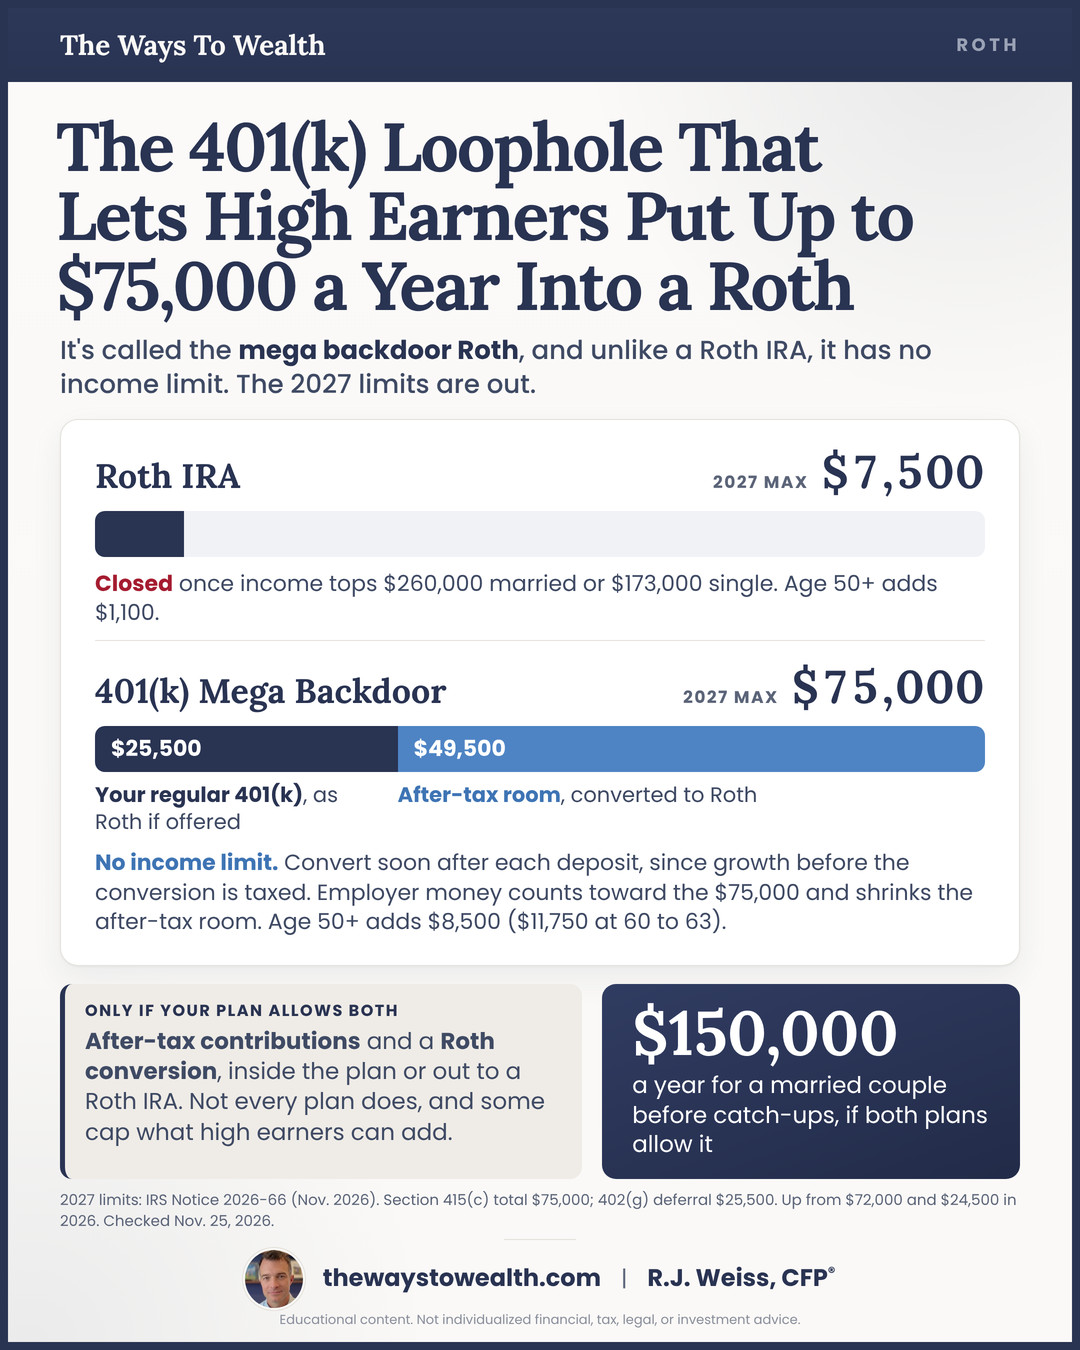 The Ways To Wealth
ROTH
The 401(k) Loophole That
Lets High Earners Put Up to
$75,000 a Year Into a Roth
It's called the mega backdoor Roth, and unlike a Roth IRA, it has no
income limit. The 2027 limits are out.
Roth IRA
2027 MAX $7,500
Closed once income tops $260,000 married or $173,000 single. Age 50+ adds
$1,100.
401(k) Mega Backdoor
2027 MAX $75,000
$25,500
$49,500
Your regular 401(k), as
Roth if offered
After-tax room, converted to Roth
No income limit. Convert soon after each deposit, since growth before the
conversion is taxed. Employer money counts toward the $75,000 and shrinks the
after-tax room. Age 50+ adds $8,500 ($11,750 at 60 to 63).
ONLY IF YOUR PLAN ALLOWS BOTH
After-tax contributions and a Roth
conversion, inside the plan or out to a
Roth IRA. Not every plan does, and some
cap what high earners can add.
$150,000
a year for a married couple
before catch-ups, if both plans
allow it
2027 limits: IRS Notice 2026-66 (Nov. 2026). Section 415(c) total $75,000; 402(g) deferral $25,500. Up from $72,000 and $24,500 in
2026. Checked Nov. 25, 2026.
thewaystowealth.com | R.J. Weiss, CFP®
Educational content. Not individualized financial, tax, legal, or investment advice.